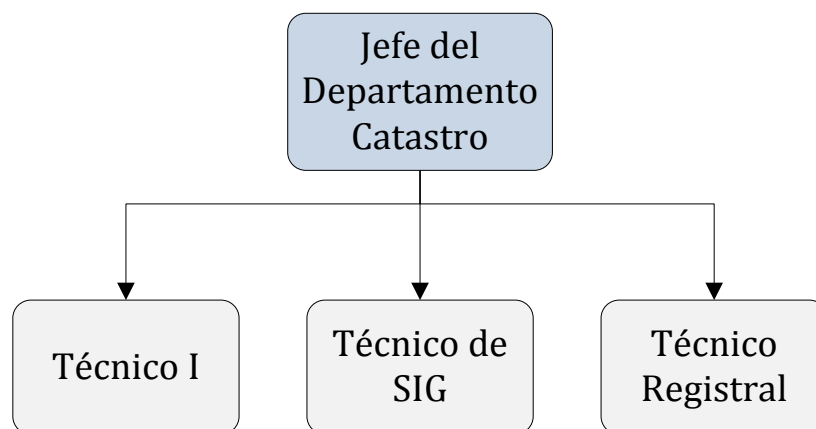 Jefe del
Departamento
Catastro
Técnico I
Técnico de
SIG
Técnico
Registral